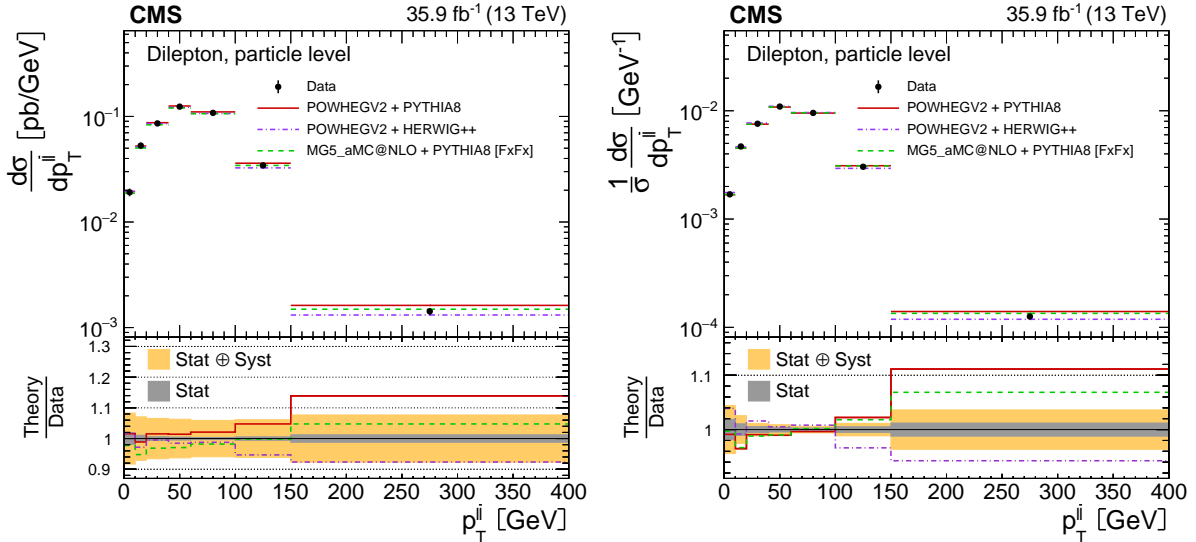 CMS 35.9 fb⁻¹ (13 TeV)
Dilepton, particle level
Data
POWHEGV2 + PYTHIA8
POWHEGV2 + HERWIG++
MG5_aMC@NLO + PYTHIA8 [FxFx]
dσ/dp_T^ll [pb/GeV]
10⁻¹
10⁻²
10⁻³
Stat ⊕ Syst
Stat
Theory/Data
1.3
1.2
1.1
1
0.9
0 50 100 150 200 250 300 350 400
p_T^ll [GeV]
CMS 35.9 fb⁻¹ (13 TeV)
Dilepton, particle level
Data
POWHEGV2 + PYTHIA8
POWHEGV2 + HERWIG++
MG5_aMC@NLO + PYTHIA8 [FxFx]
1/σ dσ/dp_T^ll [GeV⁻¹]
10⁻²
10⁻³
10⁻⁴
Stat ⊕ Syst
Stat
Theory/Data
1.1
1
0 50 100 150 200 250 300 350 400
p_T^ll [GeV]